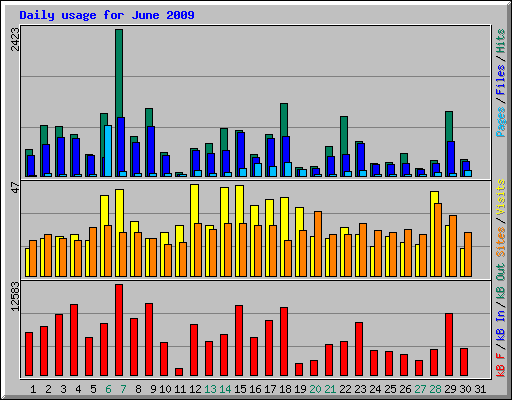 Daily usage for June 2009
2423
Pages / Files / Hits
47
Sites / Visits
12583
kB F / kB In / kB Out
1 2 3 4 5 6 7 8 9 10 11 12 13 14 15 16 17 18 19 20 21 22 23 24 25 26 27 28 29 30 31